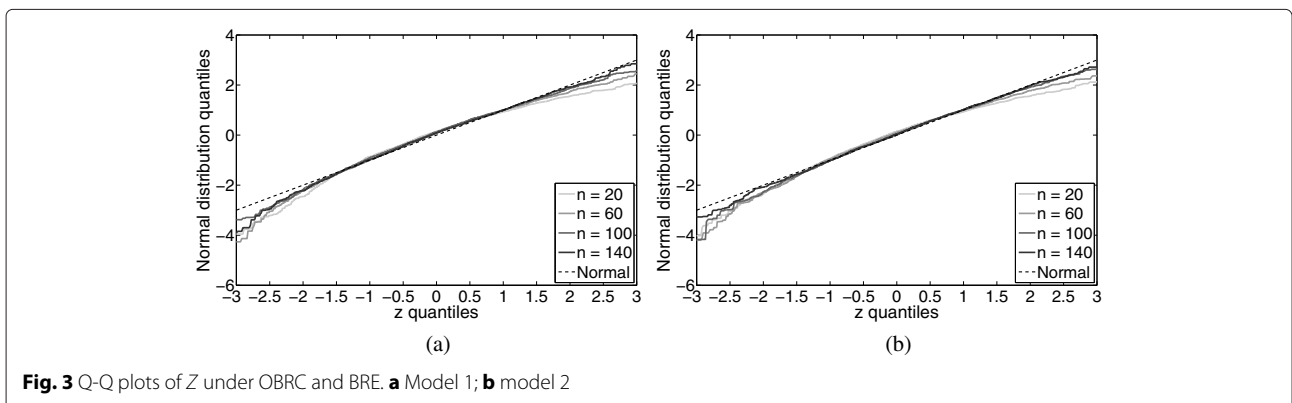 4
2
0
−2
−4
−6
Normal distribution quantiles
−3 −2.5 −2 −1.5 −1 −0.5 0 0.5 1 1.5 2 2.5 3
z quantiles
n = 20
n = 60
n = 100
n = 140
Normal
(a)
4
2
0
−2
−4
−6
Normal distribution quantiles
−3 −2.5 −2 −1.5 −1 −0.5 0 0.5 1 1.5 2 2.5 3
z quantiles
n = 20
n = 60
n = 100
n = 140
Normal
(b)
Fig. 3 Q-Q plots of Z under OBRC and BRE. a Model 1; b model 2